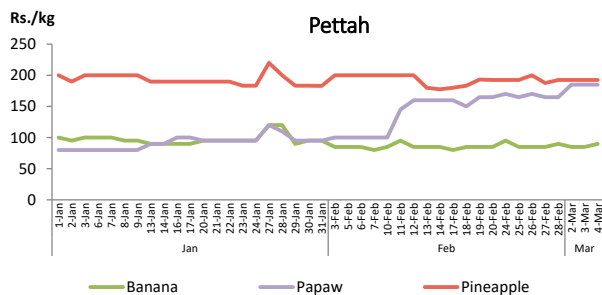 Rs./kg
Pettah
250
200
150
100
50
0
1-Jan
2-Jan
3-Jan
6-Jan
7-Jan
8-Jan
9-Jan
13-Jan
14-Jan
16-Jan
17-Jan
20-Jan
21-Jan
22-Jan
23-Jan
24-Jan
27-Jan
28-Jan
29-Jan
30-Jan
31-Jan
3-Feb
5-Feb
6-Feb
7-Feb
10-Feb
11-Feb
12-Feb
13-Feb
14-Feb
17-Feb
18-Feb
19-Feb
20-Feb
24-Feb
25-Feb
26-Feb
27-Feb
28-Feb
2-Mar
3-Mar
4-Mar
Jan Feb Mar
Banana Papaw Pineapple